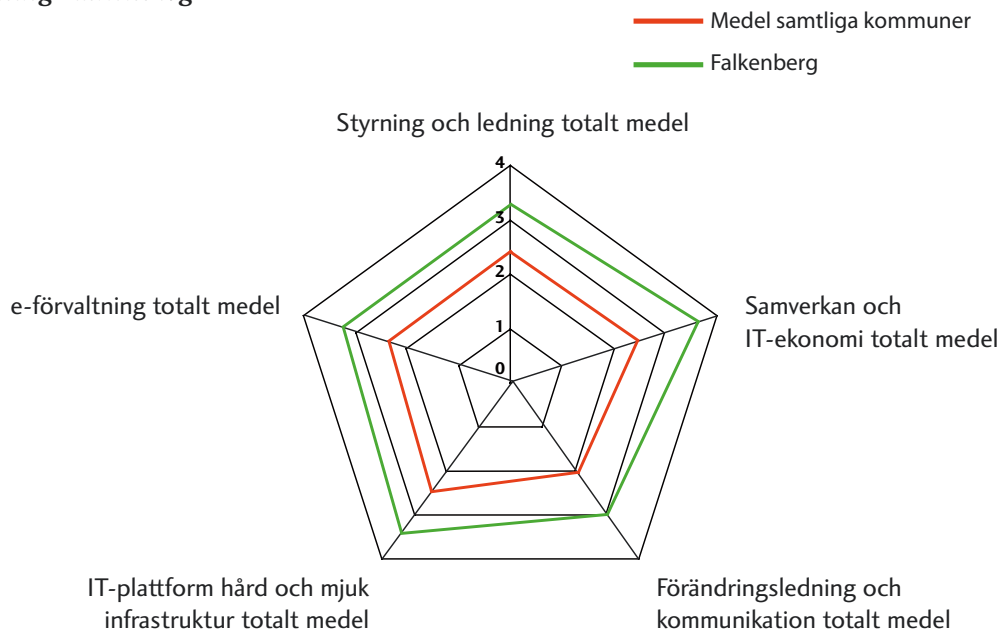 Medel samtliga kommuner
Falkenberg
Styrning och ledning totalt medel
4
3
2
1
0
e-förvaltning totalt medel
Samverkan och
IT-ekonomi totalt medel
IT-plattform hård och mjuk
infrastruktur totalt medel
Förändringsledning och
kommunikation totalt medel